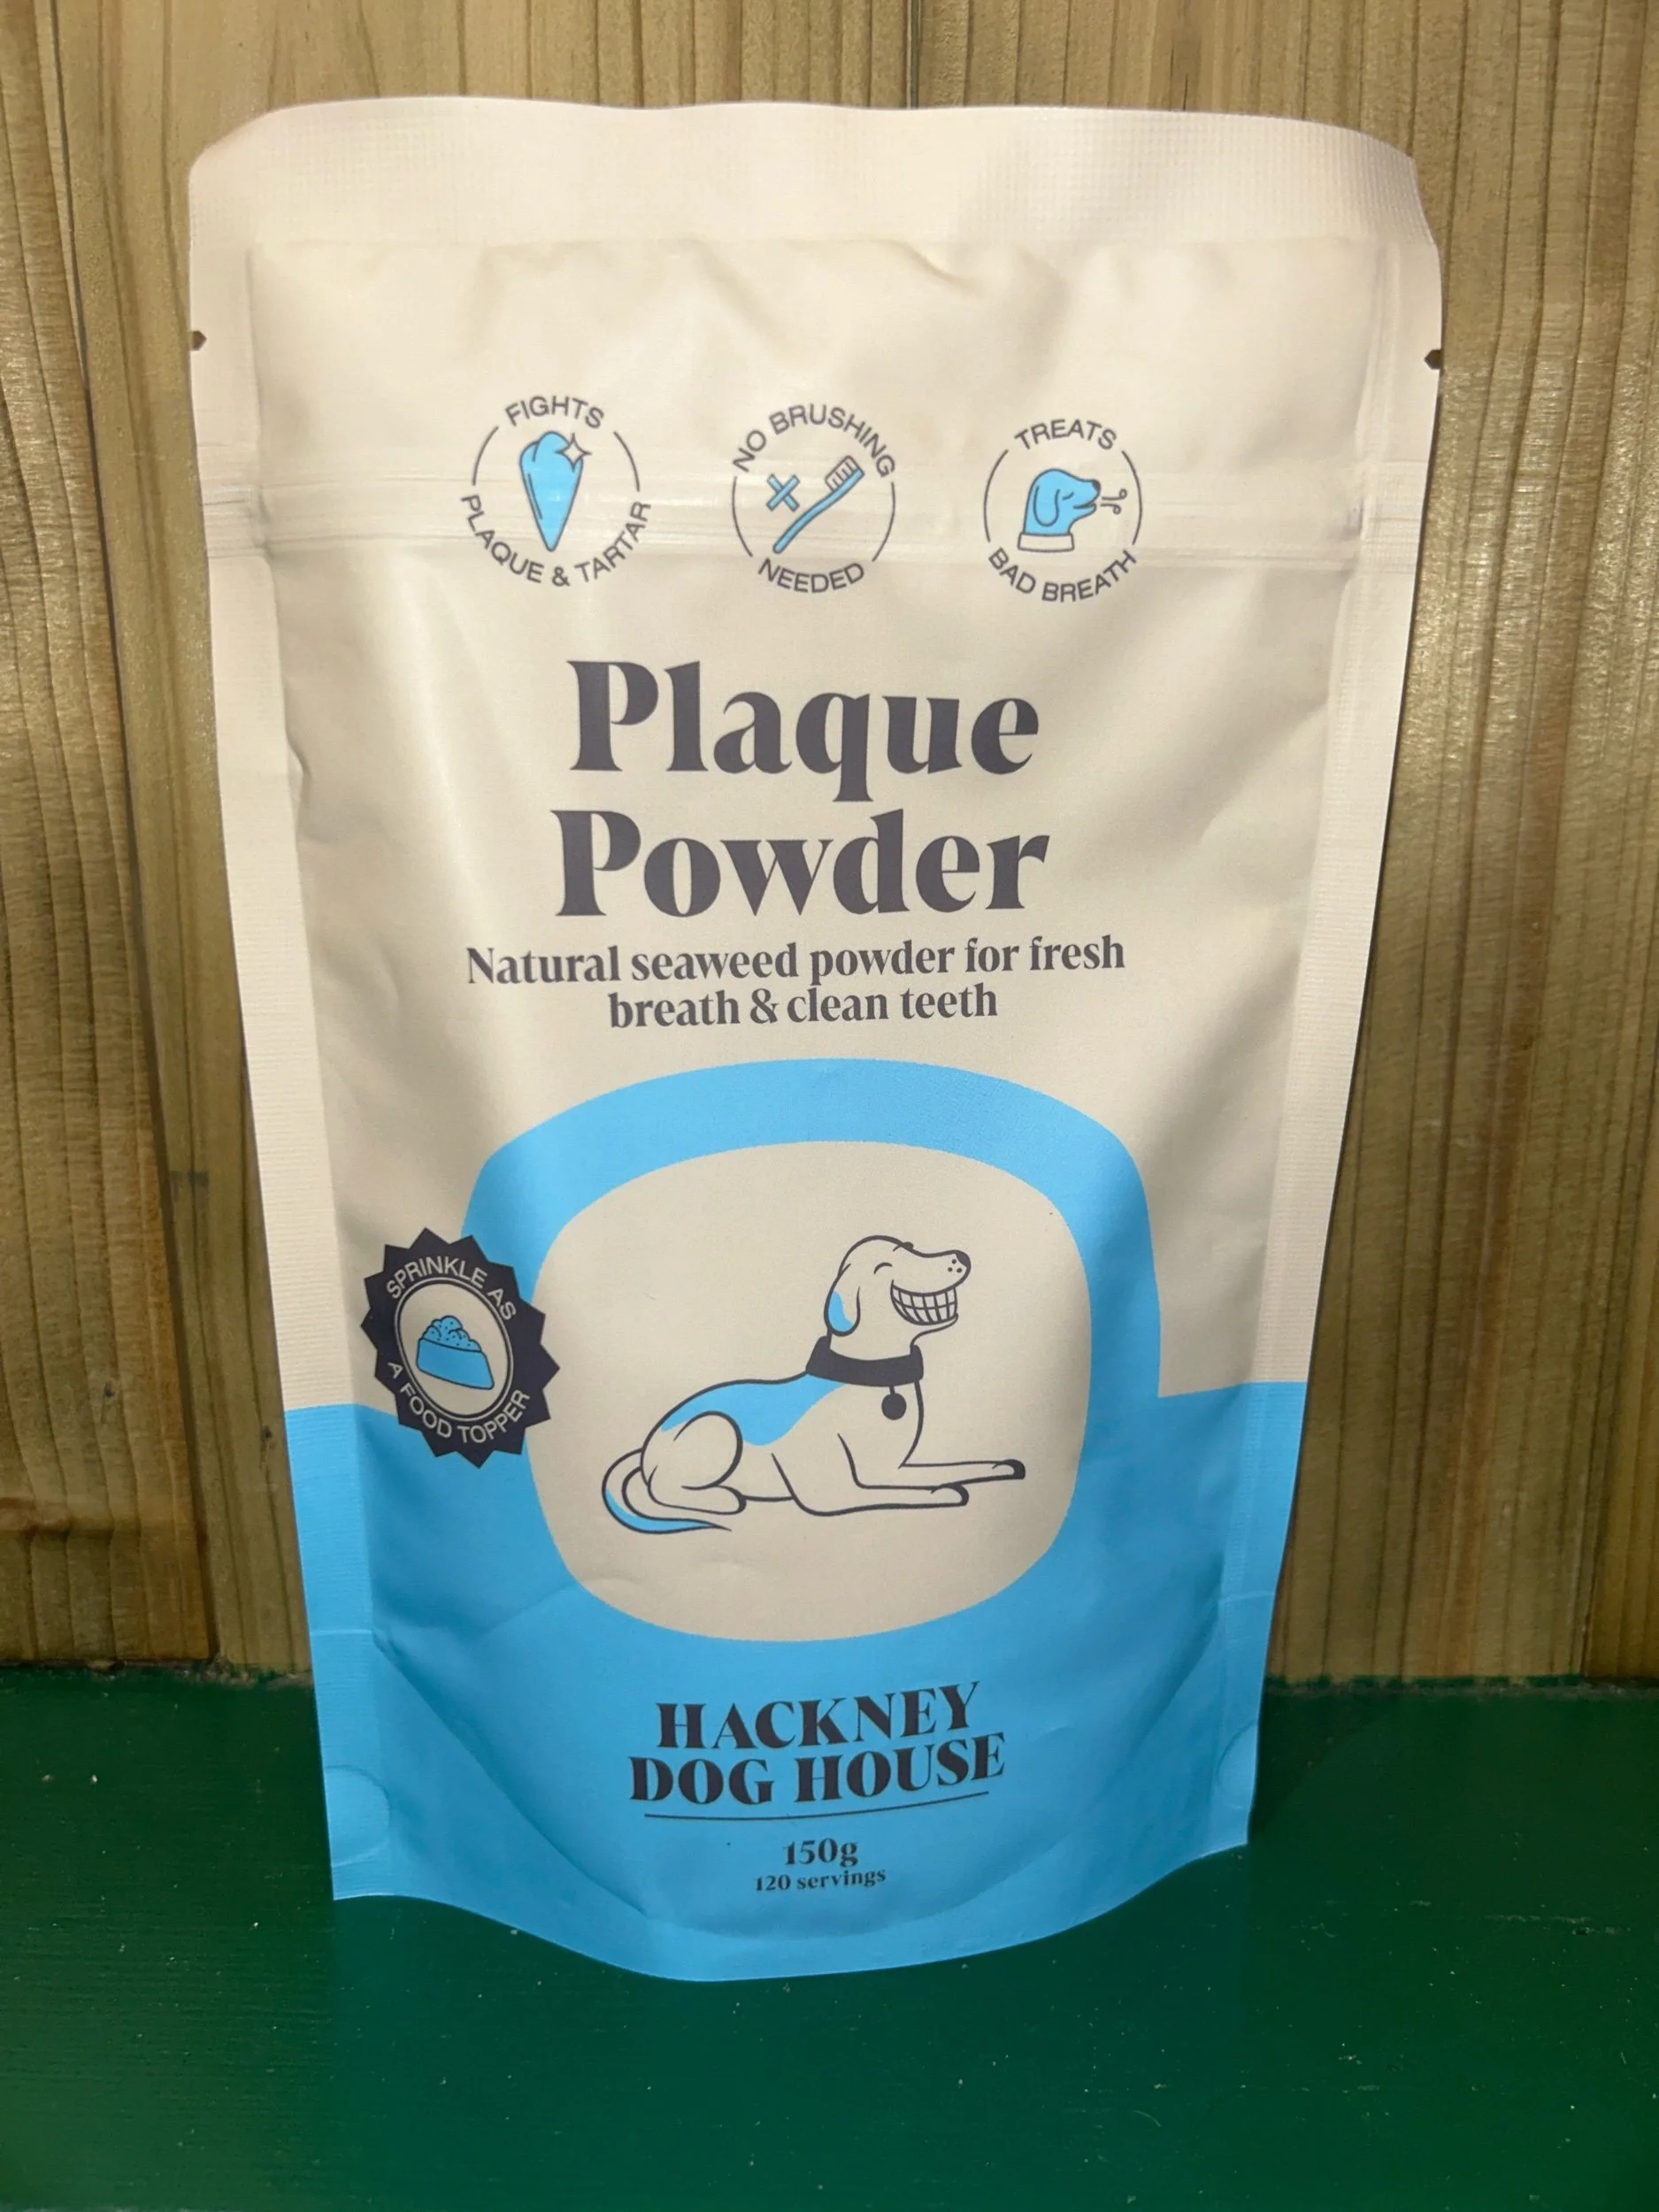 FIGHTS
PLAQUE & TARTAR
NO BRUSHING
NEEDED
TREATS
BAD BREATH
Plaque
Powder
Natural seaweed powder for fresh
breath & clean teeth
SPRINKLE AS
A FOOD TOPPER
HACKNEY
DOG HOUSE
150g
120 servings